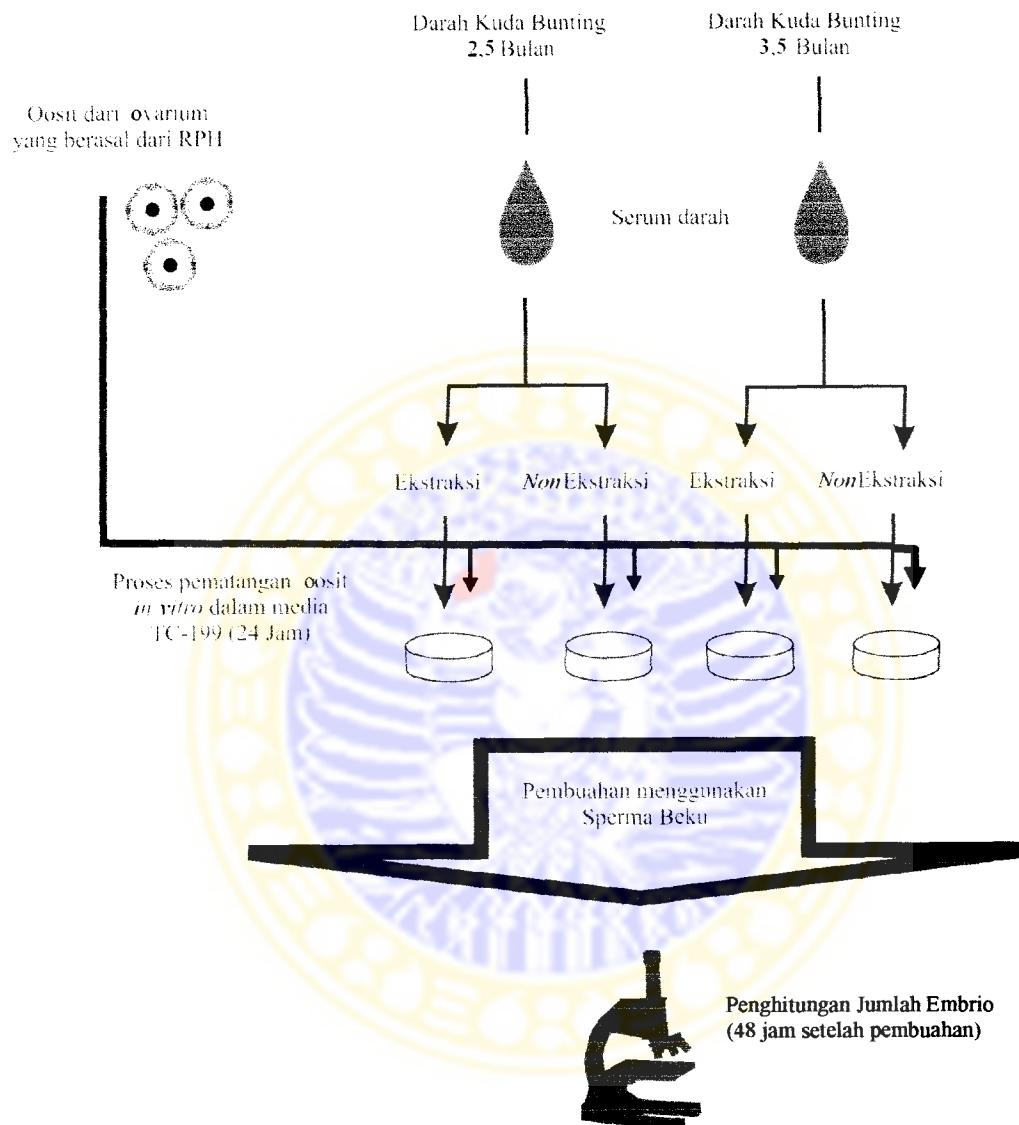 Darah Kuda Bunting
2,5 Bulan
Darah Kuda Bunting
3,5 Bulan
Oosit dari ovarium
yang berasal dari RPH
Serum darah
Ekstraksi
NonEkstraksi
Ekstraksi
NonEkstraksi
Proses pematangan oosit
in vitro dalam media
TC-199 (24 Jam)
Pembuahan menggunakan
Sperma Beku
Penghitungan Jumlah Embrio
(48 jam setelah pembuahan)